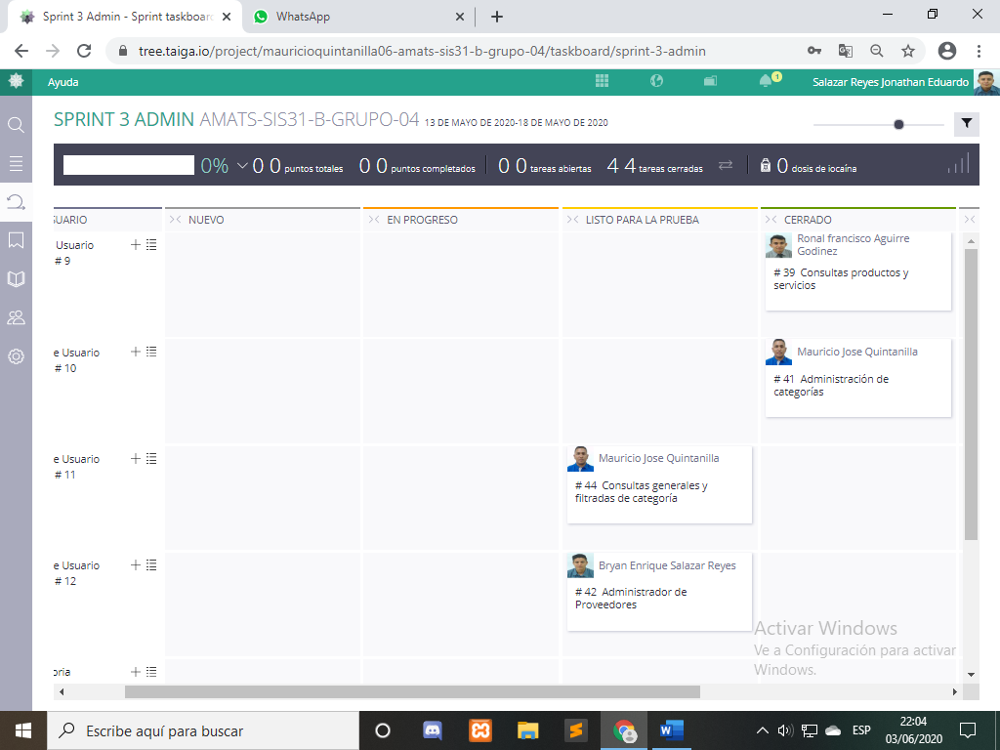 Sprint 3 Admin - Sprint taskboard
WhatsApp
tree.taiga.io/project/mauricioquintanilla06-amats-sis31-b-grupo-04/taskboard/sprint-3-admin
Ayuda
1
Salazar Reyes Jonathan Eduardo
SPRINT 3 ADMIN AMATS-SIS31-B-GRUPO-04 13 DE MAYO DE 2020-18 DE MAYO DE 2020
0% 0 0 puntos totales 0 0 puntos completados 0 0 tareas abiertas 4 4 tareas cerradas 0 dosis de iocaína
SUARIO NUEVO EN PROGRESO LISTO PARA LA PRUEBA CERRADO
Usuario
# 9
Ronal francisco Aguirre
Godinez
# 39 Consultas productos y
servicios
e Usuario
# 10
Mauricio Jose Quintanilla
# 41 Administración de
categorías
e Usuario
# 11
Mauricio Jose Quintanilla
# 44 Consultas generales y
filtradas de categoría
e Usuario
# 12
Bryan Enrique Salazar Reyes
# 42 Administrador de
Proveedores
oria
Activar Windows
Ve a Configuración para activar
Windows.
Escribe aquí para buscar
ESP
22:04
03/06/2020